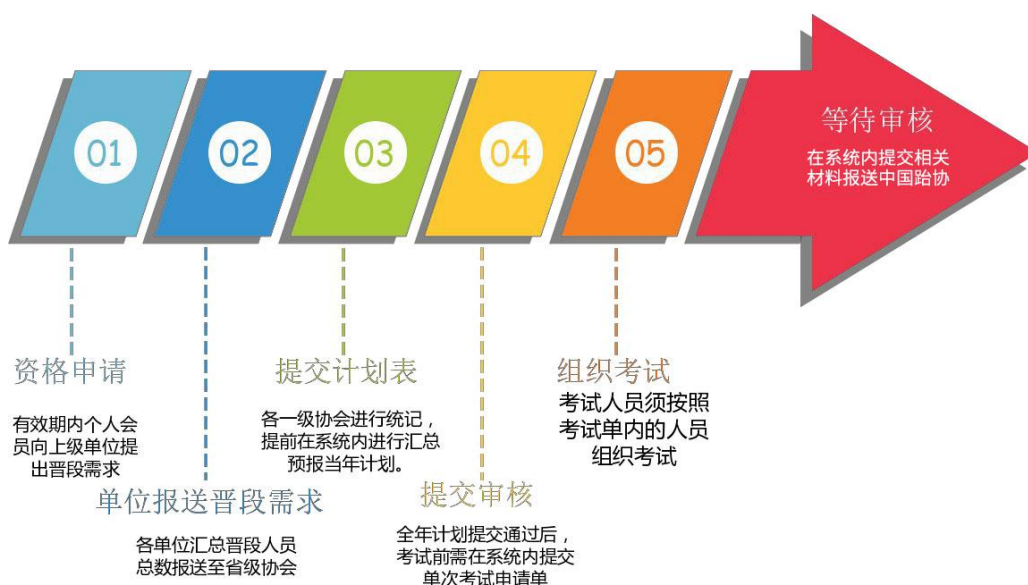 01
02
03
04
05
等待审核
在系统内提交相关
材料报送中国跆协
资格申请
有效期内个人会
员向上级单位提
出晋段需求
单位报送晋段需求
各单位汇总晋段人员
总数报送至省级协会
提交计划表
各一级协会进行统记，
提前在系统内进行汇总
预报当年计划。
提交审核
全年计划提交通过后，
考试前需在系统内提交
单次考试申请单
组织考试
考试人员须按照
考试单内的人员
组织考试